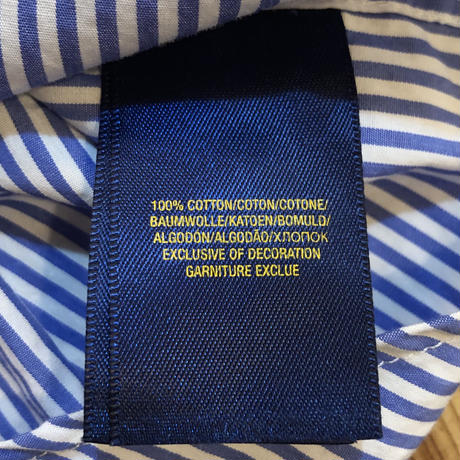 100% COTTON/COTON/COTONE/
BAUMWOLLE/KATOEN/BOMULD/
ALGODÓN/ALGODÃO/ХЛОПОК
EXCLUSIVE OF DECORATION
GARNITURE EXCLUE